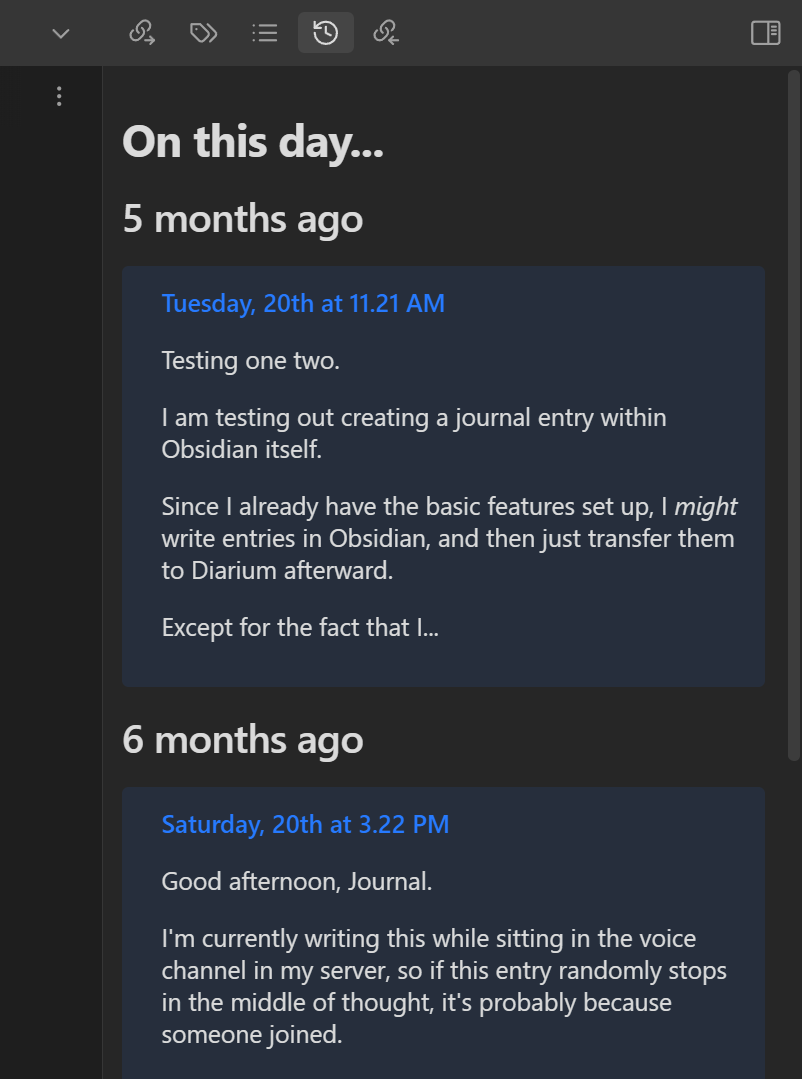 On this day...
5 months ago
Tuesday, 20th at 11.21 AM
Testing one two.
I am testing out creating a journal entry within
Obsidian itself.
Since I already have the basic features set up, I might
write entries in Obsidian, and then just transfer them
to Diarium afterward.
Except for the fact that I...
6 months ago
Saturday, 20th at 3.22 PM
Good afternoon, Journal.
I'm currently writing this while sitting in the voice
channel in my server, so if this entry randomly stops
in the middle of thought, it's probably because
someone joined.